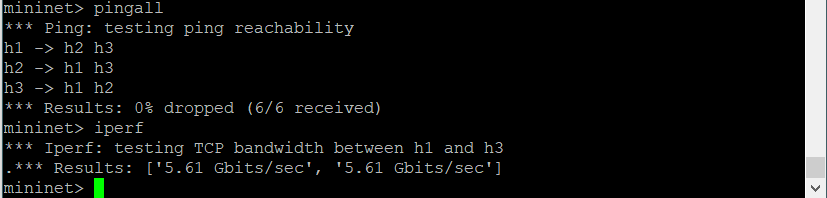 mininet> pingall
*** Ping: testing ping reachability
h1 -> h2 h3
h2 -> h1 h3
h3 -> h1 h2
*** Results: 0% dropped (6/6 received)
mininet> iperf
*** Iperf: testing TCP bandwidth between h1 and h3
.*** Results: ['5.61 Gbits/sec', '5.61 Gbits/sec']
mininet>